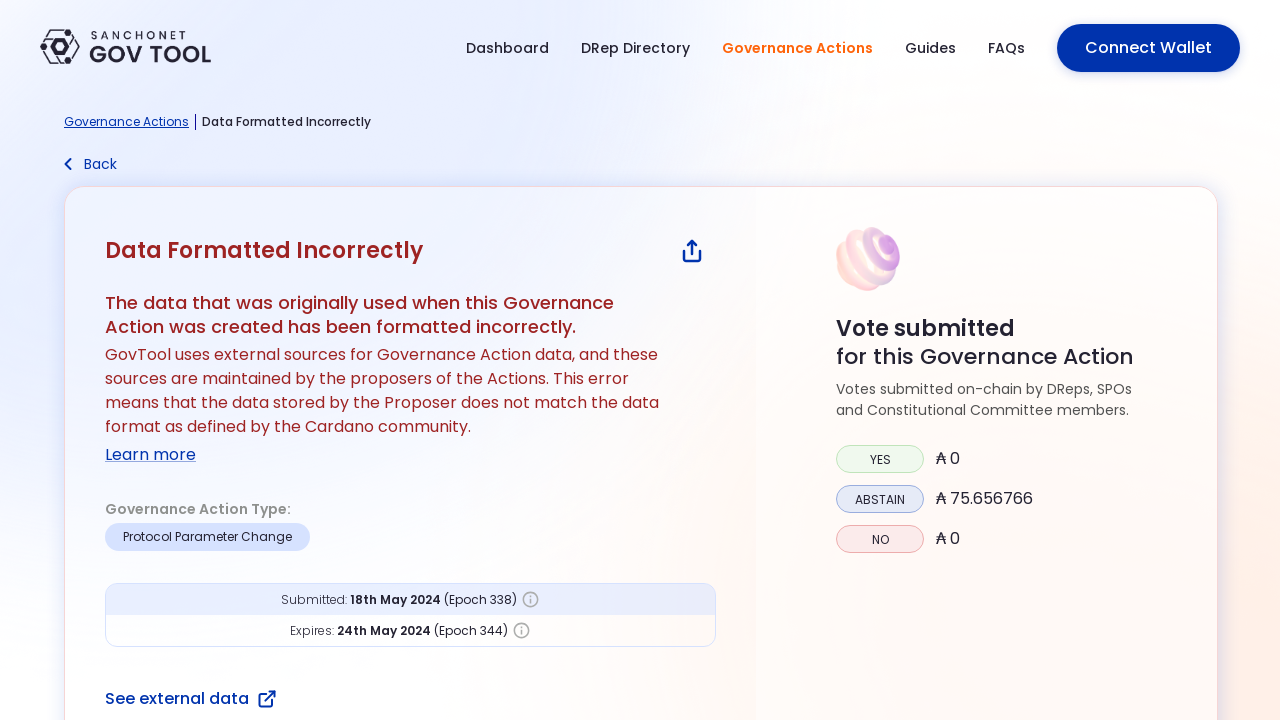 SANCHONET
GOV TOOL
Dashboard
DRep Directory
Governance Actions
Guides
FAQs
Connect Wallet
Governance Actions | Data Formatted Incorrectly
Back
Data Formatted Incorrectly
The data that was originally used when this Governance
Action was created has been formatted incorrectly.
GovTool uses external sources for Governance Action data, and these
sources are maintained by the proposers of the Actions. This error
means that the data stored by the Proposer does not match the data
format as defined by the Cardano community.
Learn more
Governance Action Type:
Protocol Parameter Change
Submitted: 18th May 2024 (Epoch 338)
Expires: 24th May 2024 (Epoch 344)
See external data
Vote submitted
for this Governance Action
Votes submitted on-chain by DReps, SPOs
and Constitutional Committee members.
YES ₳ 0
ABSTAIN ₳ 75.656766
NO ₳ 0